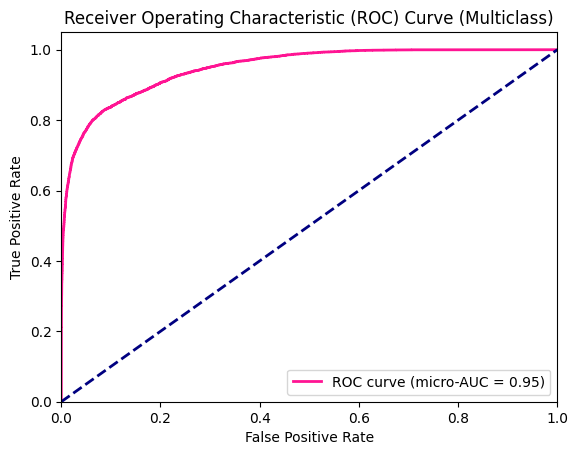 Receiver Operating Characteristic (ROC) Curve (Multiclass)
1.0
0.8
0.6
0.4
0.2
0.0
True Positive Rate
ROC curve (micro-AUC = 0.95)
0.0 0.2 0.4 0.6 0.8 1.0
False Positive Rate